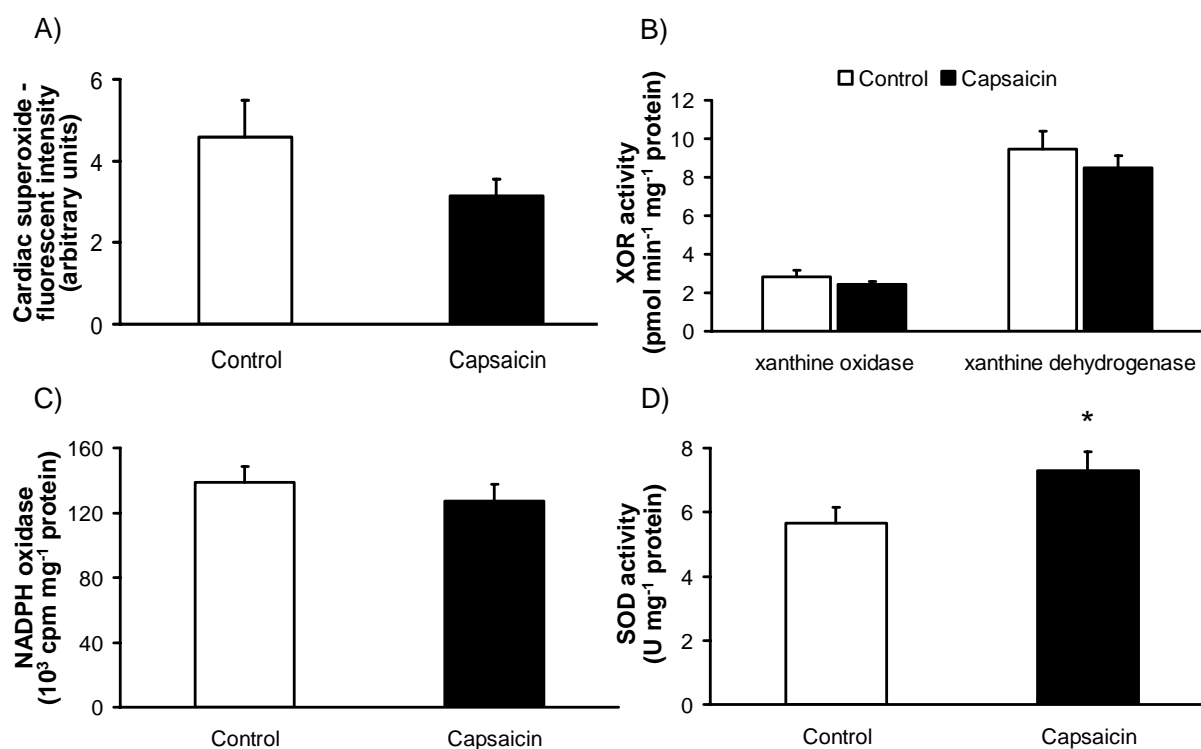 A)
Cardiac superoxide -
fluorescent intensity
(arbitrary units)
6
4
2
0
Control
Capsaicin
B)
Control Capsaicin
XOR activity
(pmol min⁻¹ mg⁻¹ protein)
12
10
8
6
4
2
0
xanthine oxidase
xanthine dehydrogenase
C)
NADPH oxidase
(10³ cpm mg⁻¹ protein)
160
120
80
40
0
Control
Capsaicin
D)
*
SOD activity
(U mg⁻¹ protein)
8
6
4
2
0
Control
Capsaicin